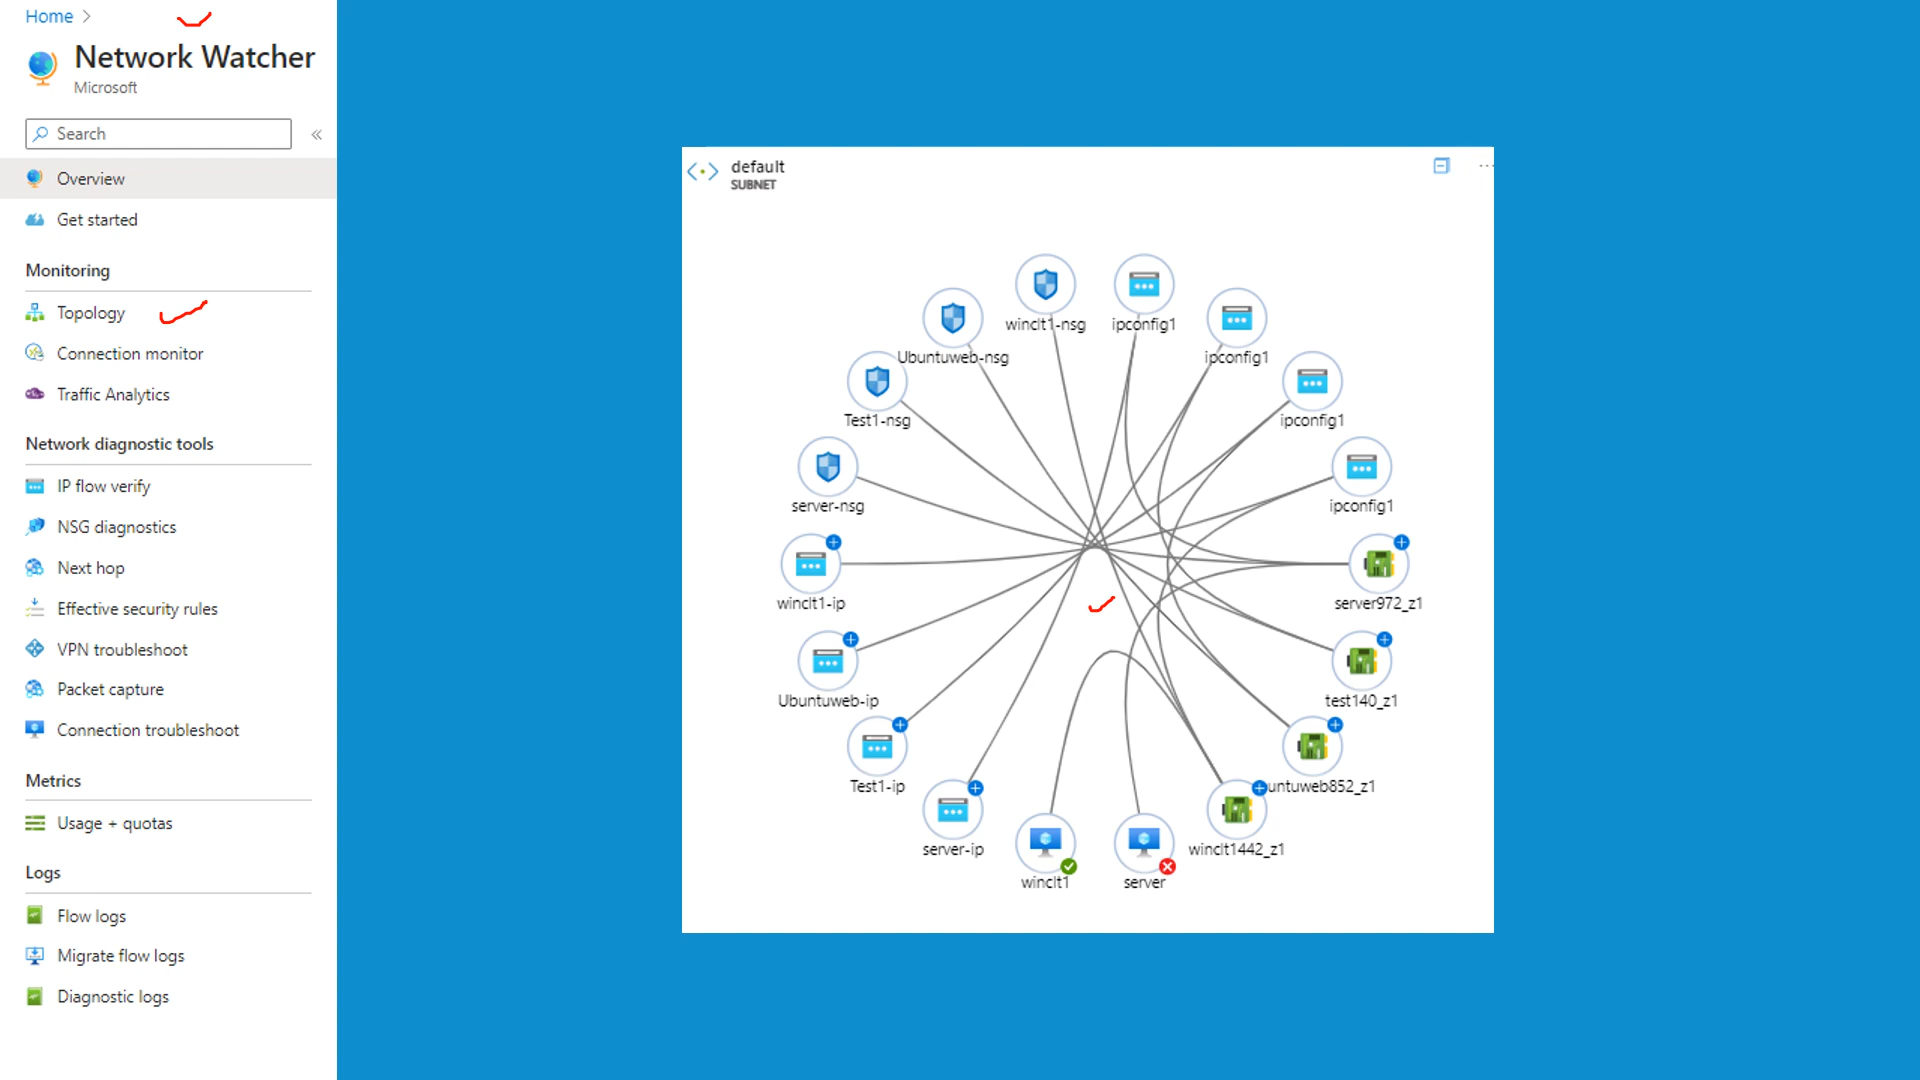 Home
Network Watcher
Microsoft
Search
Overview
Get started
Monitoring
Topology
Connection monitor
Traffic Analytics
Network diagnostic tools
IP flow verify
NSG diagnostics
Next hop
Effective security rules
VPN troubleshoot
Packet capture
Connection troubleshoot
Metrics
Usage + quotas
Logs
Flow logs
Migrate flow logs
Diagnostic logs
default
SUBNET
winclt1-nsg
ipconfig1
Ubuntuweb-nsg
ipconfig1
Test1-nsg
ipconfig1
server-nsg
ipconfig1
winclt1-ip
server972_z1
Ubuntuweb-ip
test140_z1
Test1-ip
untuweb852_z1
server-ip
winclt1442_z1
winclt1
server